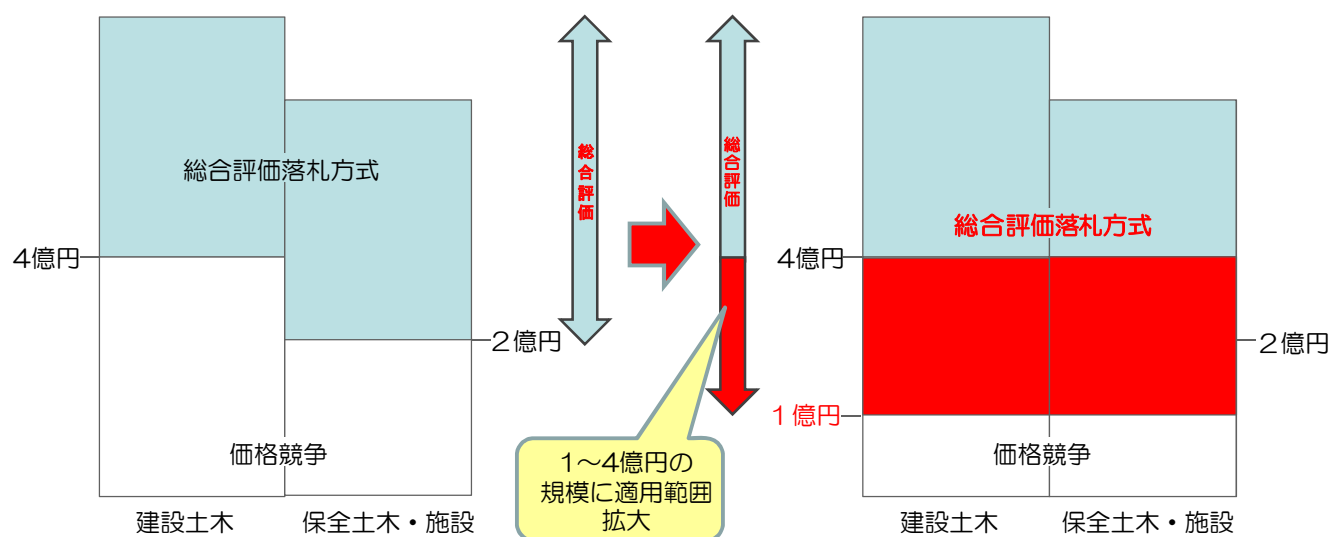 総合評価落札方式
4億円
2億円
価格競争
建設土木
保全土木・施設
総合評価
総合評価
1～4億円の
規模に適用範囲
拡大
総合評価落札方式
4億円
2億円
1億円
価格競争
建設土木
保全土木・施設